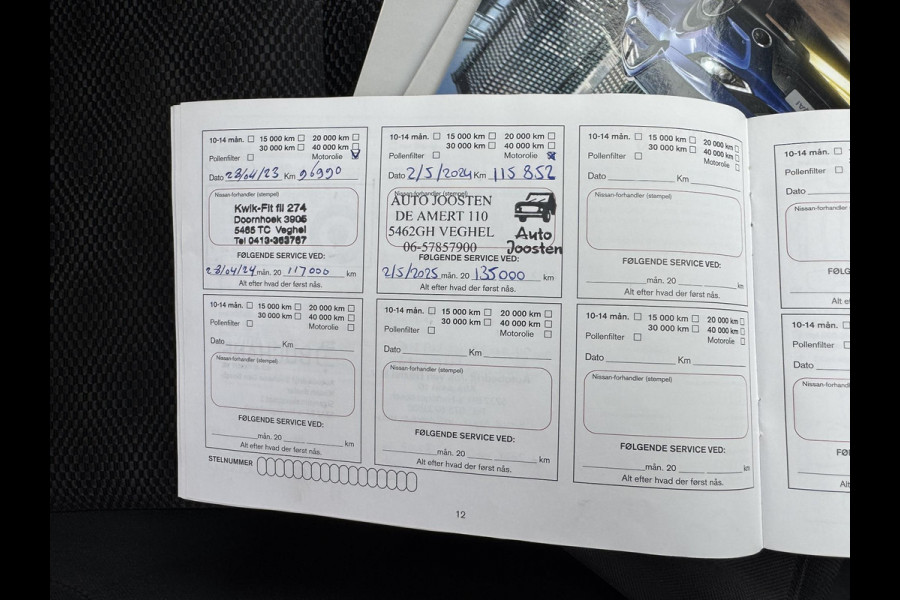 10-14 mån. 15 000 km 20 000 km
30 000 km 40 000 km
Pollenfilter Motorolie
Dato 28/04/23 Km 96990
Kwik-Fit fil 274
Doornhoek 3905
5465 TC Veghel
Tel 0413-363767
FØLGENDE SERVICE VED:
28/04/24 mån. 20 117000 km
Alt efter hvad der først nås.
10-14 mån. 15 000 km 20 000 km
30 000 km 40 000 km
Pollenfilter Motorolie
Dato 2/5/2024 Km 115 852
Nissan-forhandler (stempel)
AUTO JOOSTEN
DE AMERT 110
5462GH VEGHEL
06-57857900
Auto
Joosten
FØLGENDE SERVICE VED:
2/5/2025 mån. 20 135000 km
Alt efter hvad der først nås.
10-14 mån. 15 000 km 20 000 km
30 000 km 40 000 km
Pollenfilter Motorolie
Dato Km
Nissan-forhandler (stempel)
FØLGENDE SERVICE VED:
mån. 20 km
Alt efter hvad der først nås.
10-14 mån.
Pollenfilter
Dato
Nissan-forhandler
FØLG
Alt e
10-14 mån. 15 000 km 20 000 km
30 000 km 40 000 km
Pollenfilter Motorolie
Dato Km
Nissan-forhandler (stempel)
FØLGENDE SERVICE VED:
mån. 20 km
Alt efter hvad der først nås.
10-14 mån. 15 000 km 20 000 km
30 000 km 40 000 km
Pollenfilter Motorolie
Dato Km
Nissan-forhandler (stempel)
FØLGENDE SERVICE VED:
mån. 20 km
Alt efter hvad der først nås.
10-14 mån. 15 000 km 20 000 km
30 000 km 40 000 km
Pollenfilter Motorolie
Dato Km
Nissan-forhandler (stempel)
FØLGENDE SERVICE VED:
mån. 20 km
Alt efter hvad der først nås.
10-14 mån.
Pollenfilter
Dato
Nissan-forhandler
FØ
Alt
STELNUMMER
12